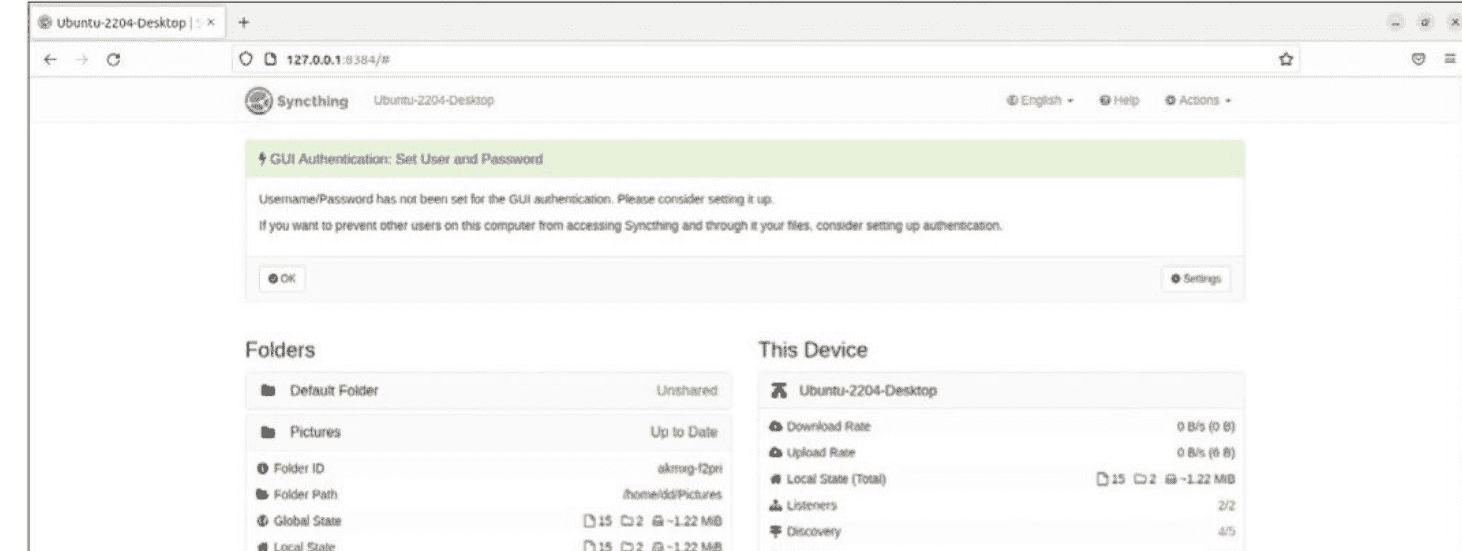 Ubuntu-2204-Desktop |
127.0.0.1:8384/#
Syncthing Ubuntu-2204-Desktop English Help Actions
GUI Authentication: Set User and Password
Username/Password has not been set for the GUI authentication. Please consider setting it up.
If you want to prevent other users on this computer from accessing Syncthing and through it your files, consider setting up authentication.
OK Settings
Folders
Default Folder Unshared
Pictures Up to Date
Folder ID
Folder Path /home/dd/Pictures
Global State 15 2 ~1.22 MiB
Local State 15 2 ~1.22 MiB
This Device
Ubuntu-2204-Desktop
Download Rate 0 B/s (0 B)
Upload Rate 0 B/s (6 B)
Local State (Total) 15 2 ~1.22 MiB
Listeners 2/2
Discovery 4/5